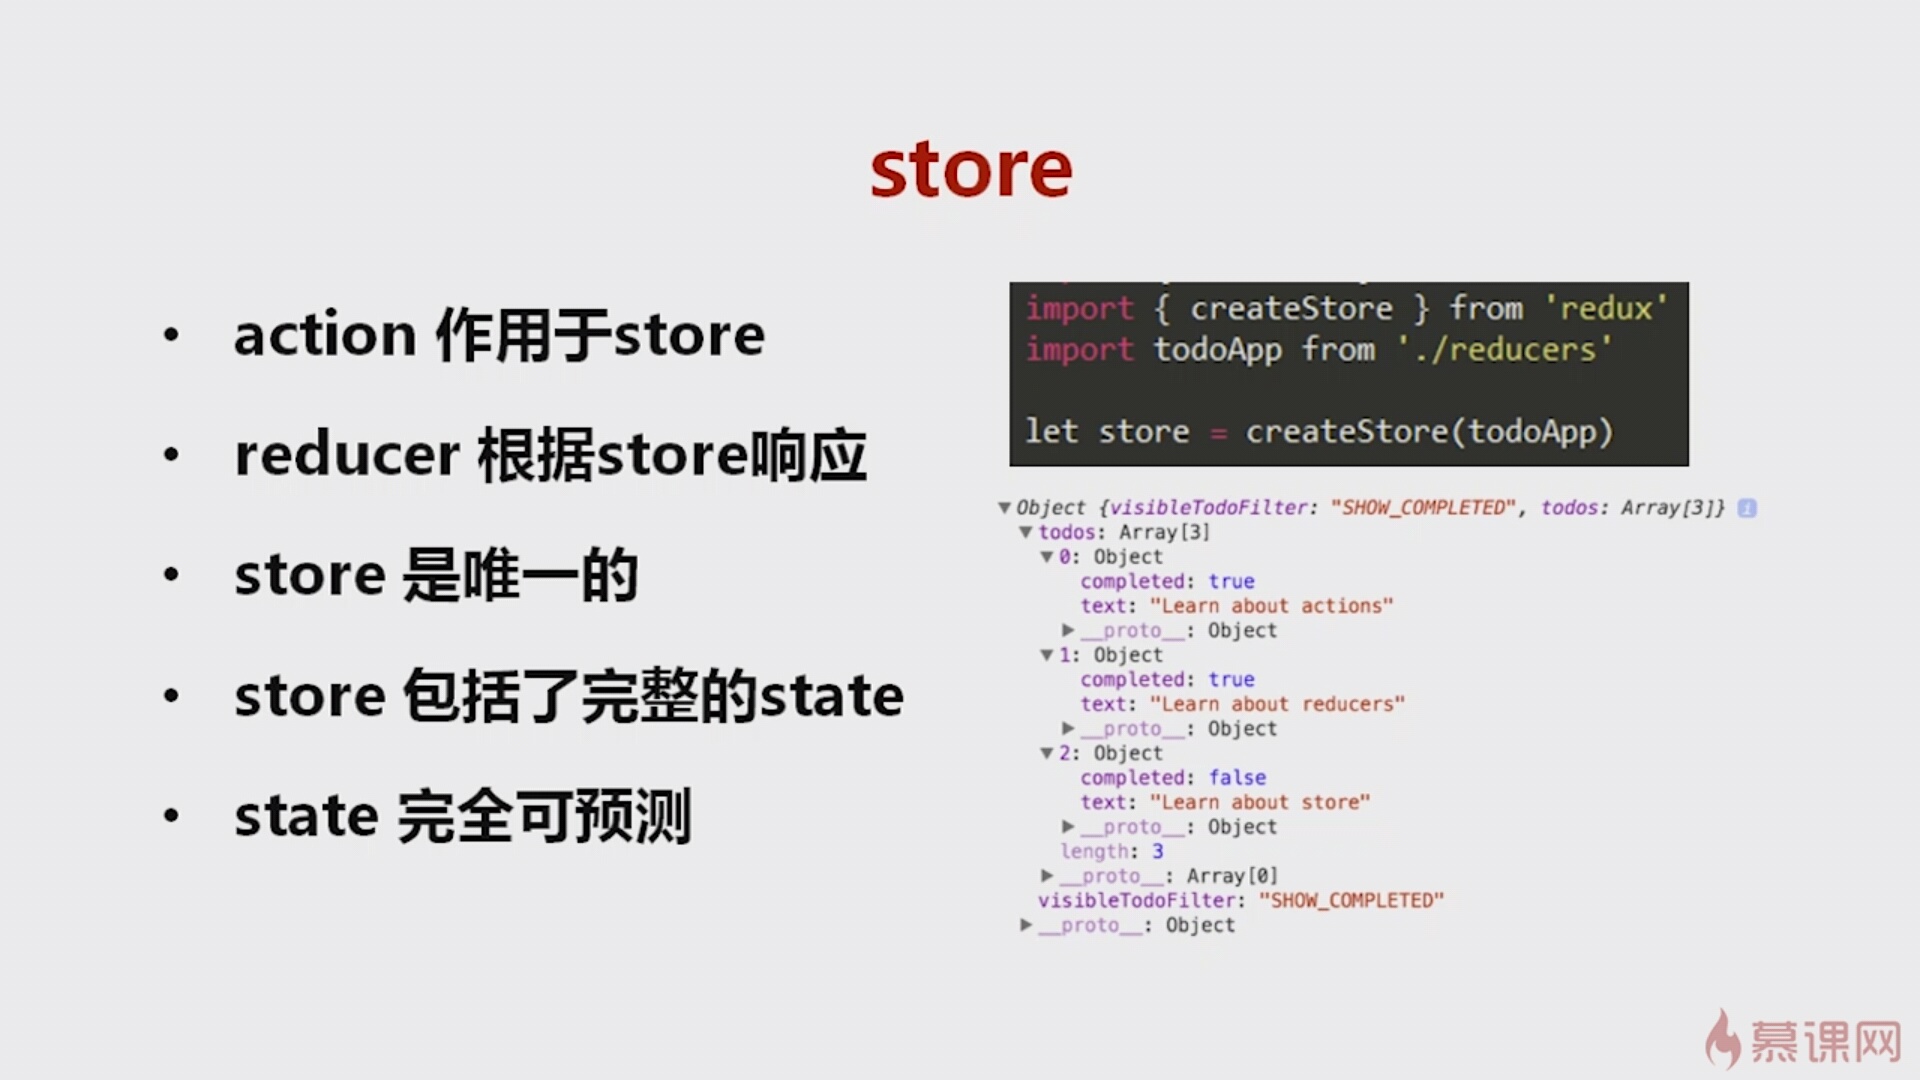 store
• action 作用于store
• reducer 根据store响应
• store 是唯一的
• store 包括了完整的state
• state 完全可预测
import { createStore } from 'redux'
import todoApp from './reducers'
let store = createStore(todoApp)
▼Object {visibleTodoFilter: "SHOW_COMPLETED", todos: Array[3]} i
▼todos: Array[3]
▼0: Object
completed: true
text: "Learn about actions"
▶__proto__: Object
▼1: Object
completed: true
text: "Learn about reducers"
▶__proto__: Object
▼2: Object
completed: false
text: "Learn about store"
▶__proto__: Object
length: 3
▶__proto__: Array[0]
visibleTodoFilter: "SHOW_COMPLETED"
▶__proto__: Object
慕课网